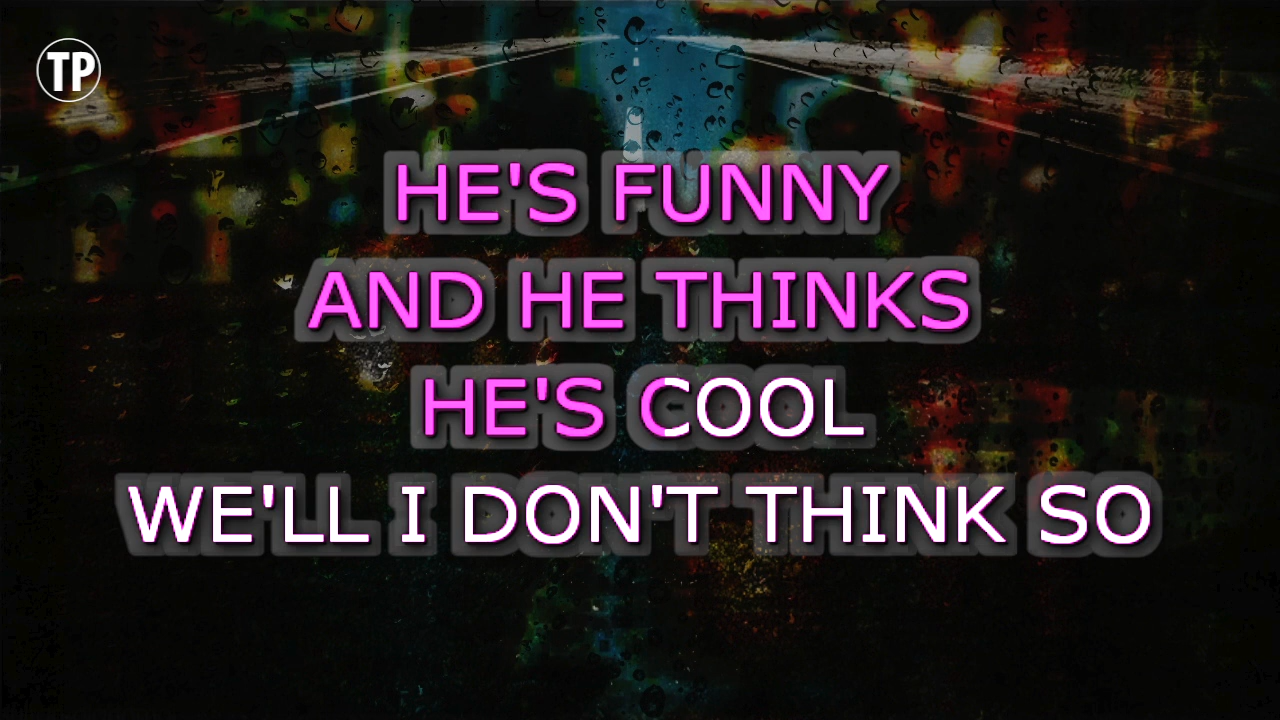 TP
HE'S FUNNY
AND HE THINKS
HE'S COOL
WE'LL I DON'T THINK SO